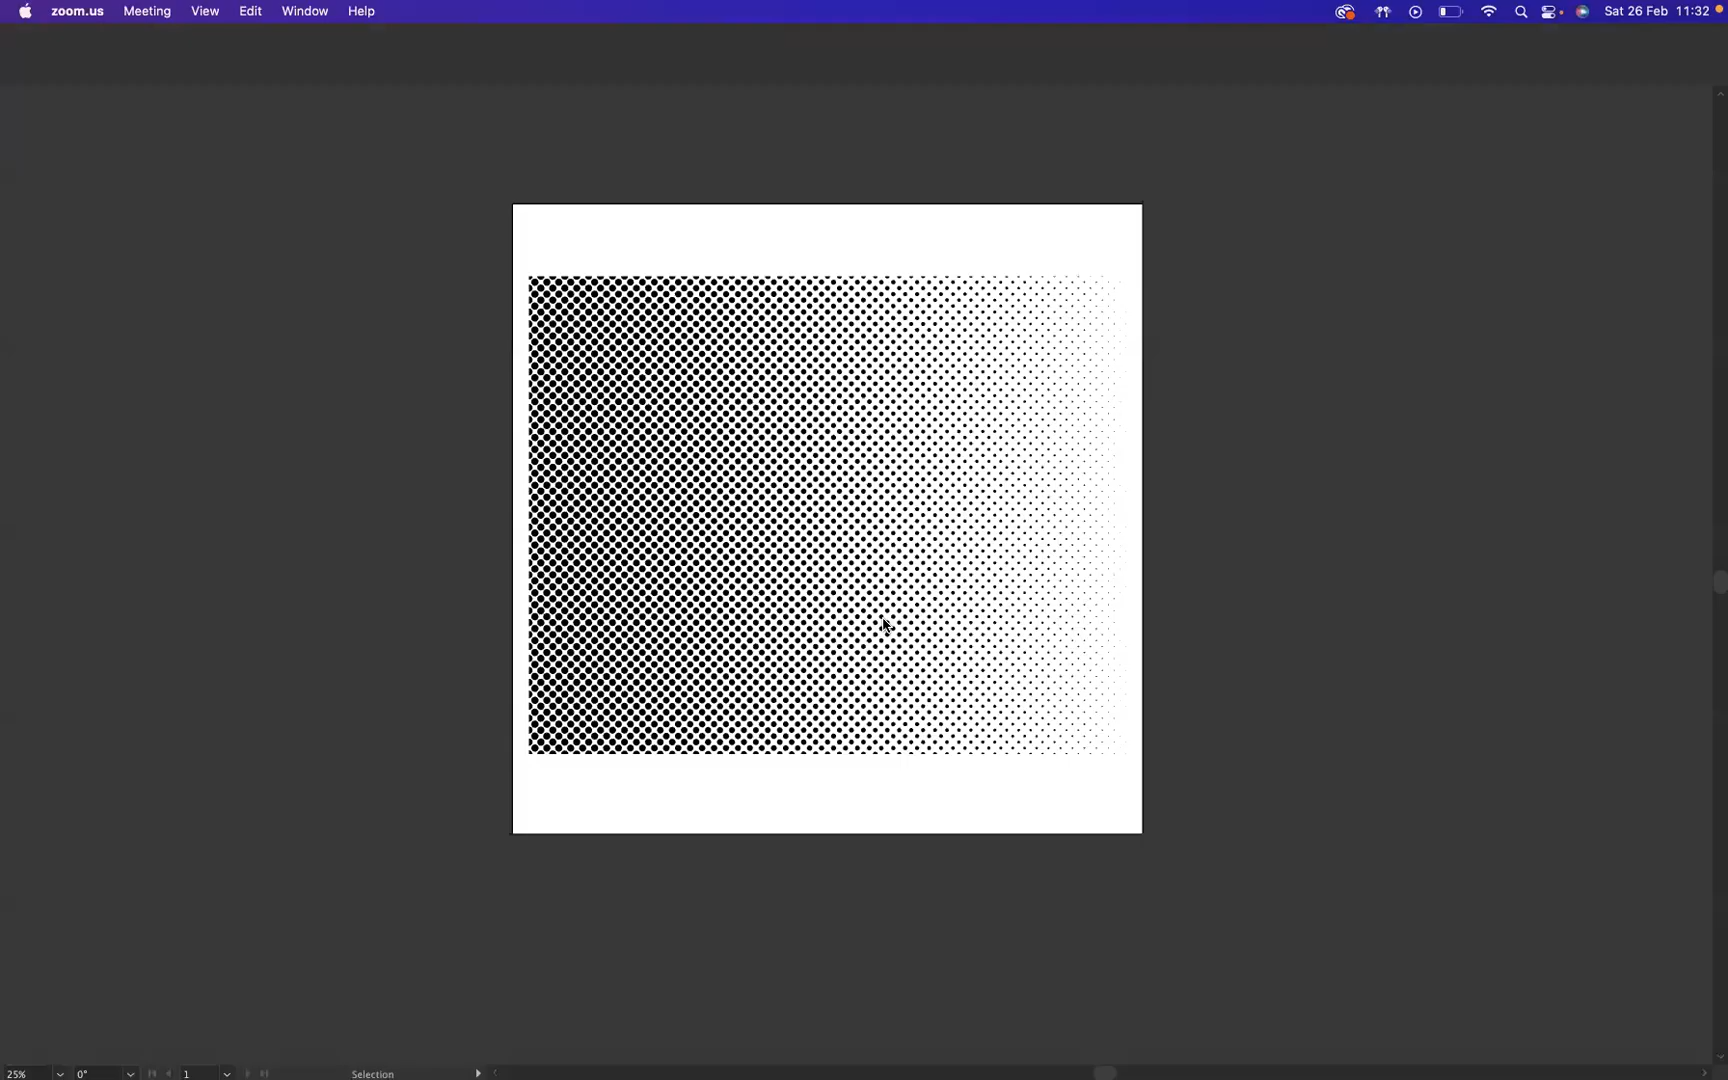 zoom.us Meeting View Edit Window Help Sat 26 Feb 11:32
25% 0° 1 Selection